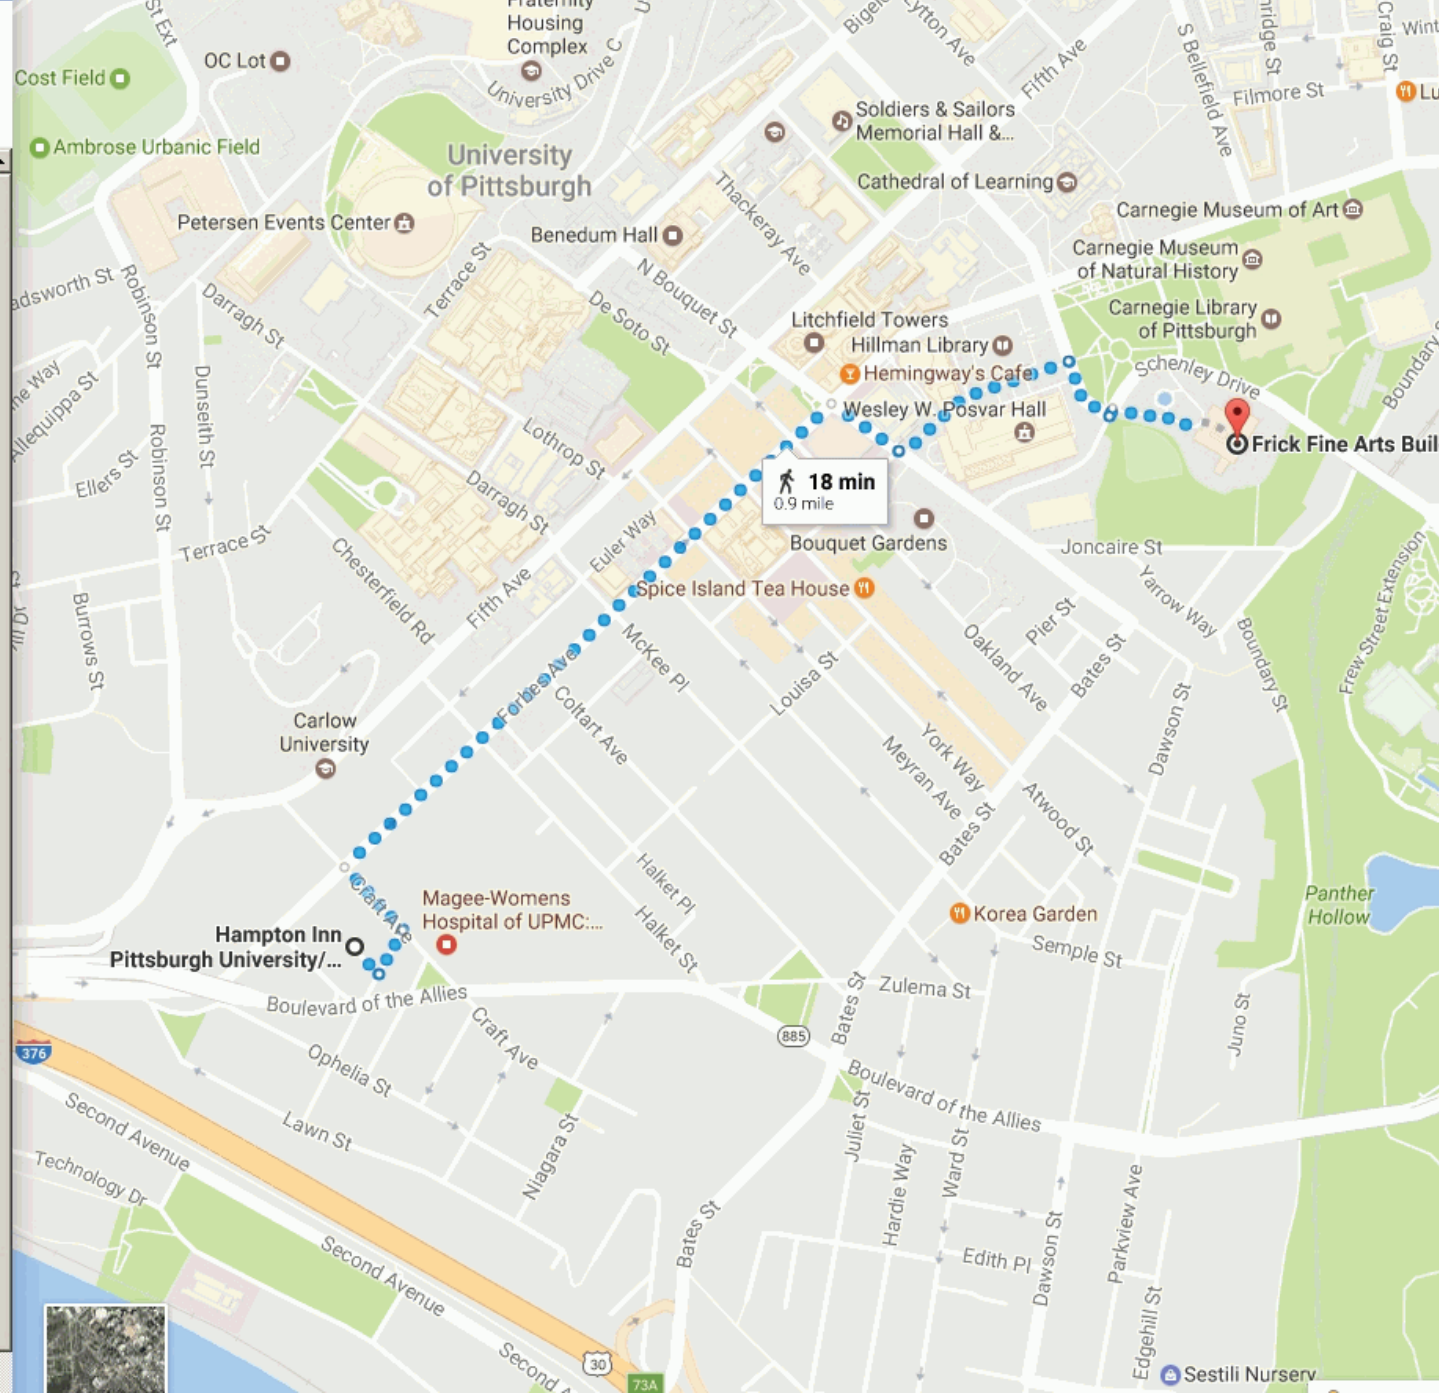 St Ext
Fraternity
Housing
Complex
OC Lot
Cost Field
University Drive C
Lytton Ave
Fifth Ave
S Bellefield Ave
Craig St
Filmore St
Ambrose Urbanic Field
University
of Pittsburgh
Soldiers & Sailors
Memorial Hall &...
Cathedral of Learning
Thackeray Ave
Petersen Events Center
Benedum Hall
Carnegie Museum of Art
Carnegie Museum
of Natural History
Carnegie Library
of Pittsburgh
Terrace St
Robinson St
Darragh St
N Bouquet St
De Soto St
Litchfield Towers
Hillman Library
Hemingway's Cafe
Wesley W. Posvar Hall
Schenley Drive
Frick Fine Arts Buil
Allequippa St
Dunseith St
Robinson St
Ellers St
Lothrop St
Darragh St
18 min
0.9 mile
Euler Way
Bouquet Gardens
Terrace St
Chesterfield Rd
Fifth Ave
Spice Island Tea House
Joncaire St
Yarrow Way
Pier St
Bates St
Boundary St
Frew Street Extension
Burrows St
McKee Pl
Louisa St
Oakland Ave
Forbes Ave
Coltart Ave
Dawson St
Carlow
University
York Way
Meyran Ave
Atwood St
Bates St
Halket Pl
Halket St
Craft Ave
Magee-Womens
Hospital of UPMC:...
Hampton Inn
Pittsburgh University/...
Korea Garden
Semple St
Panther
Hollow
Zulema St
Boulevard of the Allies
Bates St
Juno St
885
376
Craft Ave
Ophelia St
Lawn St
Niagara St
Second Avenue
Technology Dr
Boulevard of the Allies
Juliet St
Hardie Way
Ward St
Dawson St
Parkview Ave
Bates St
Edith Pl
Second Avenue
Edgehill St
30
73A
Sestili Nursery